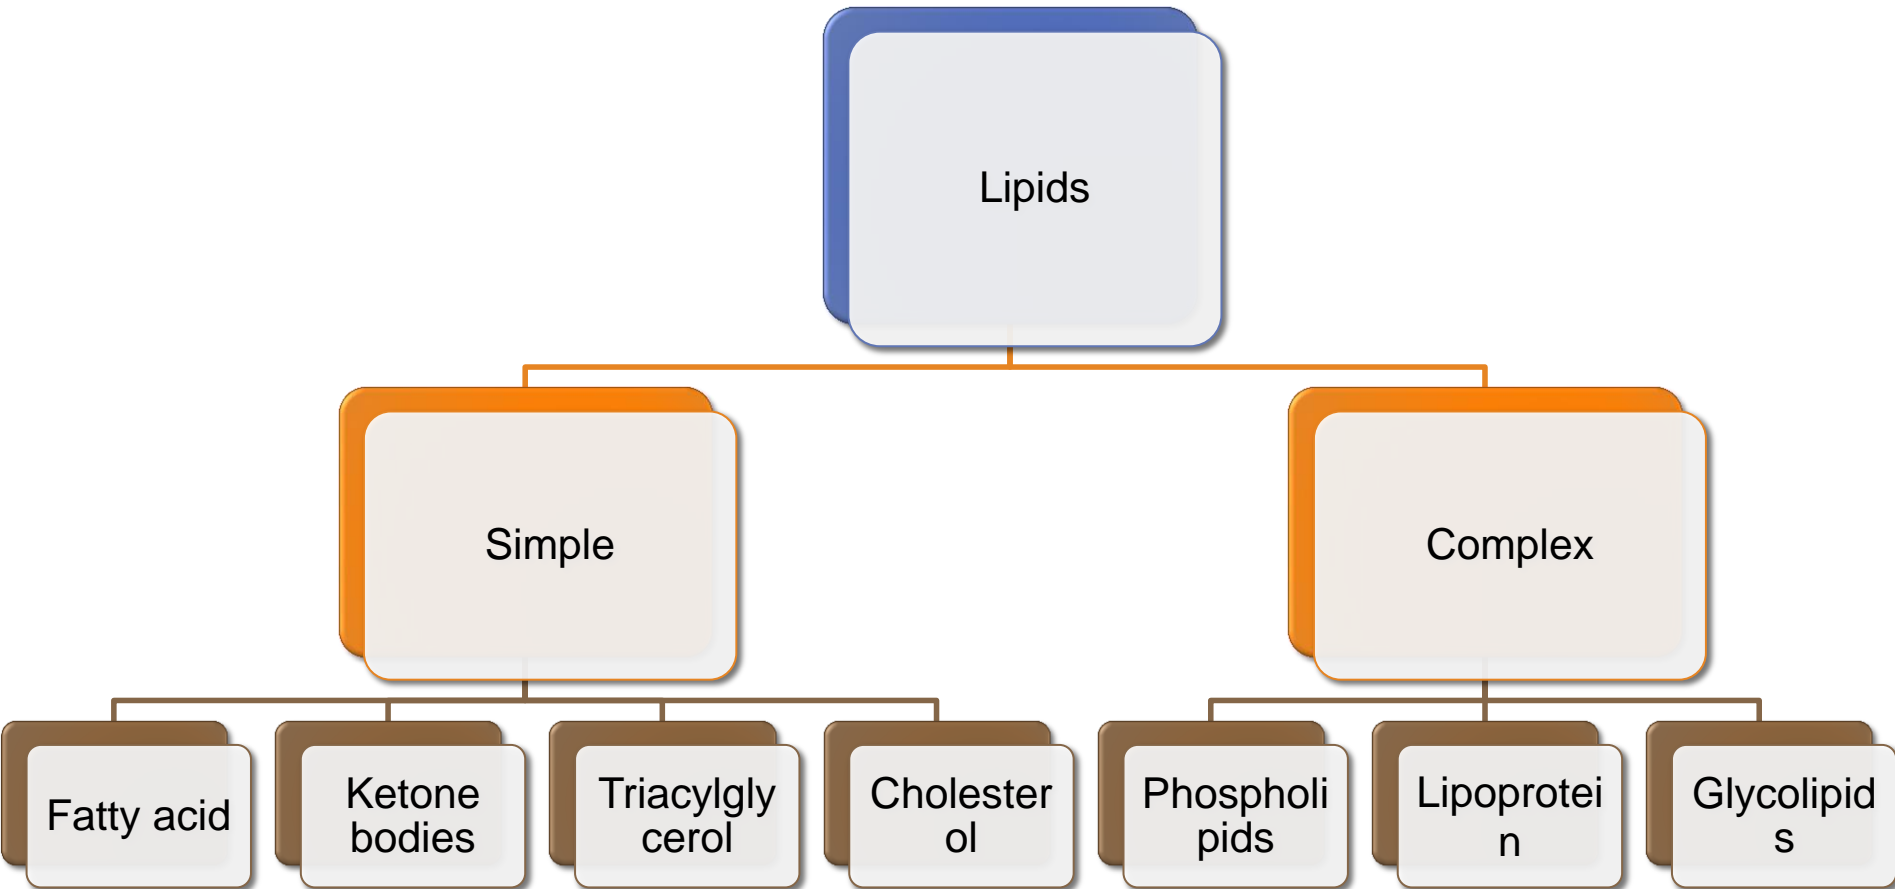 Lipids
Simple
Complex
Fatty acid
Ketone
bodies
Triacylgly
cerol
Cholester
ol
Phospholi
pids
Lipoprotei
n
Glycolipid
s